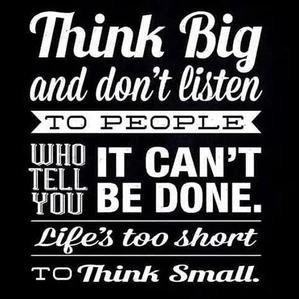 Think Big
and don't listen
TO PEOPLE
WHO TELL YOU IT CAN'T BE DONE.
Life's too short
TO Think Small.